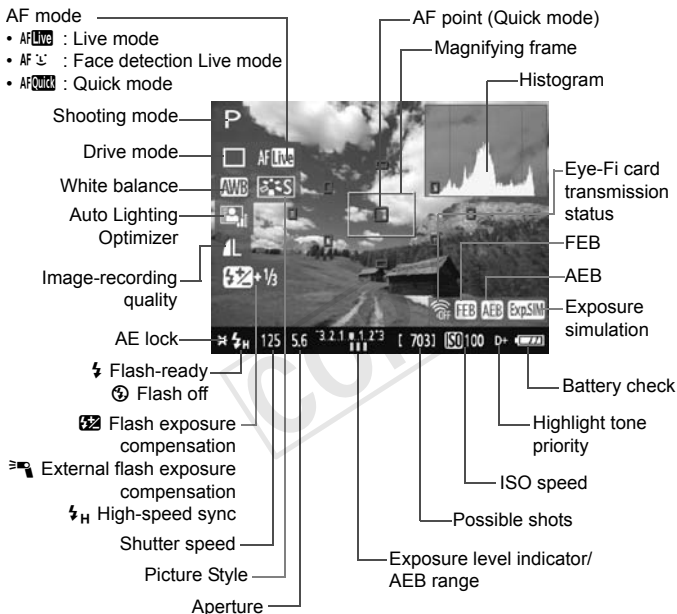 AF mode
• AF Live : Live mode
• AF : Face detection Live mode
• AF Quick : Quick mode
Shooting mode
Drive mode
White balance
Auto Lighting
Optimizer
Image-recording
quality
AE lock
Flash-ready
Flash off
Flash exposure
compensation
External flash exposure
compensation
H High-speed sync
Shutter speed
Picture Style
Aperture
AF point (Quick mode)
Magnifying frame
Histogram
Eye-Fi card
transmission
status
FEB
AEB
Exposure
simulation
Battery check
Highlight tone
priority
ISO speed
Possible shots
Exposure level indicator/
AEB range
P
AF Live
AWB S
L
+1/3
OFF FEB AEB Exp.SIM
H 125 5.6 -3.2.1.1.2.+3 [ 703] ISO 100 D+